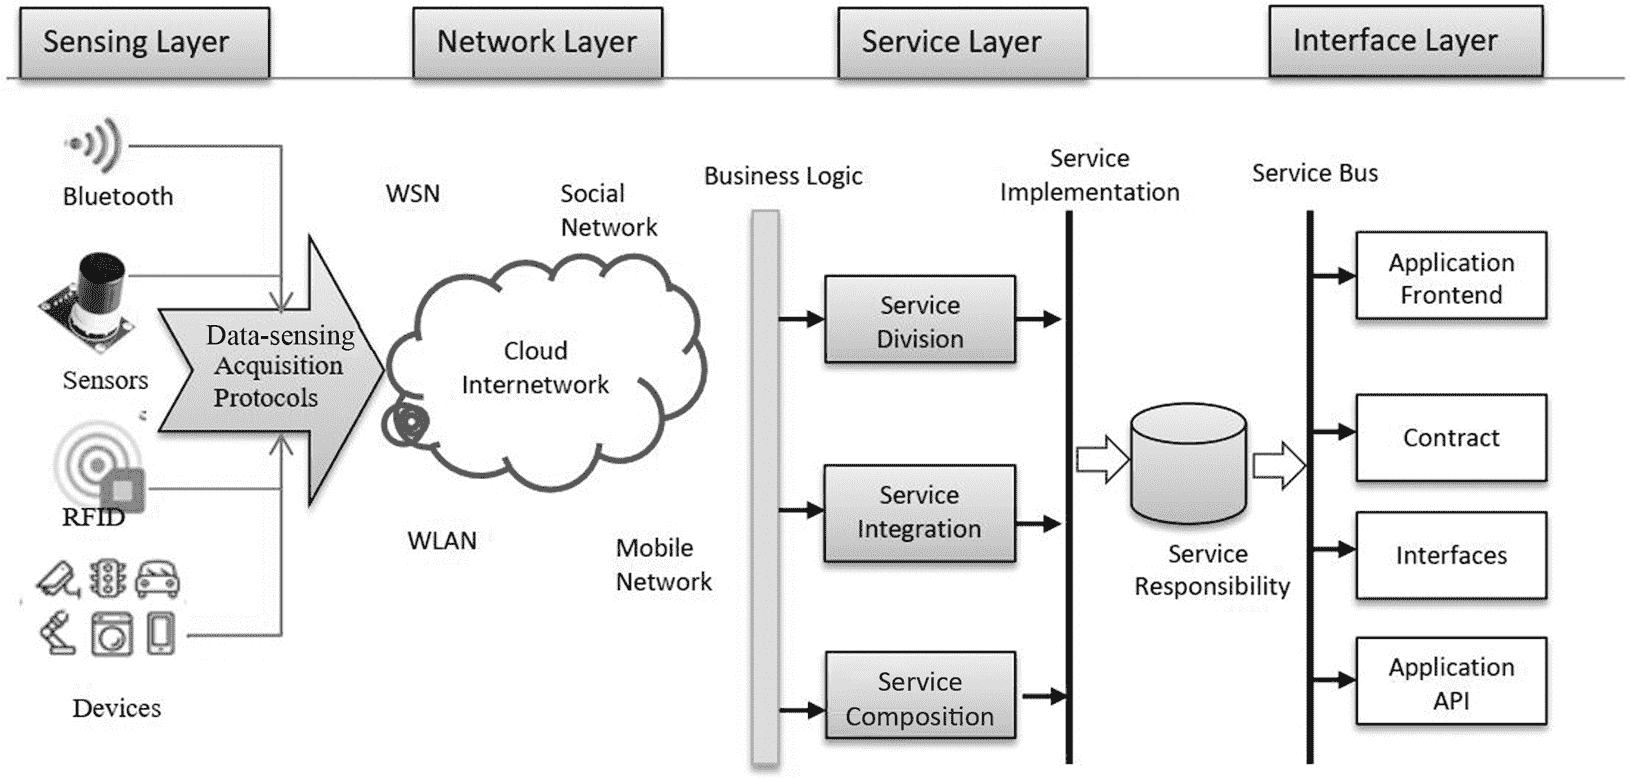 Sensing Layer
Network Layer
Service Layer
Interface Layer
Bluetooth
Sensors
RFID
Devices
Data-sensing
Acquisition
Protocols
WSN
Social
Network
Cloud
Internetwork
WLAN
Mobile
Network
Business Logic
Service
Division
Service
Integration
Service
Composition
Service
Implementation
Service
Responsibility
Service Bus
Application
Frontend
Contract
Interfaces
Application
API